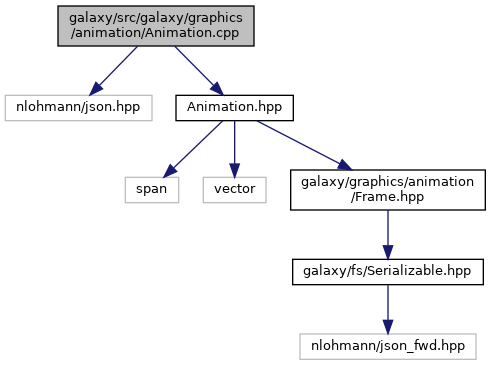 galaxy/src/galaxy/graphics
/animation/Animation.cpp
nlohmann/json.hpp
Animation.hpp
span
vector
galaxy/graphics/animation
/Frame.hpp
galaxy/fs/Serializable.hpp
nlohmann/json_fwd.hpp